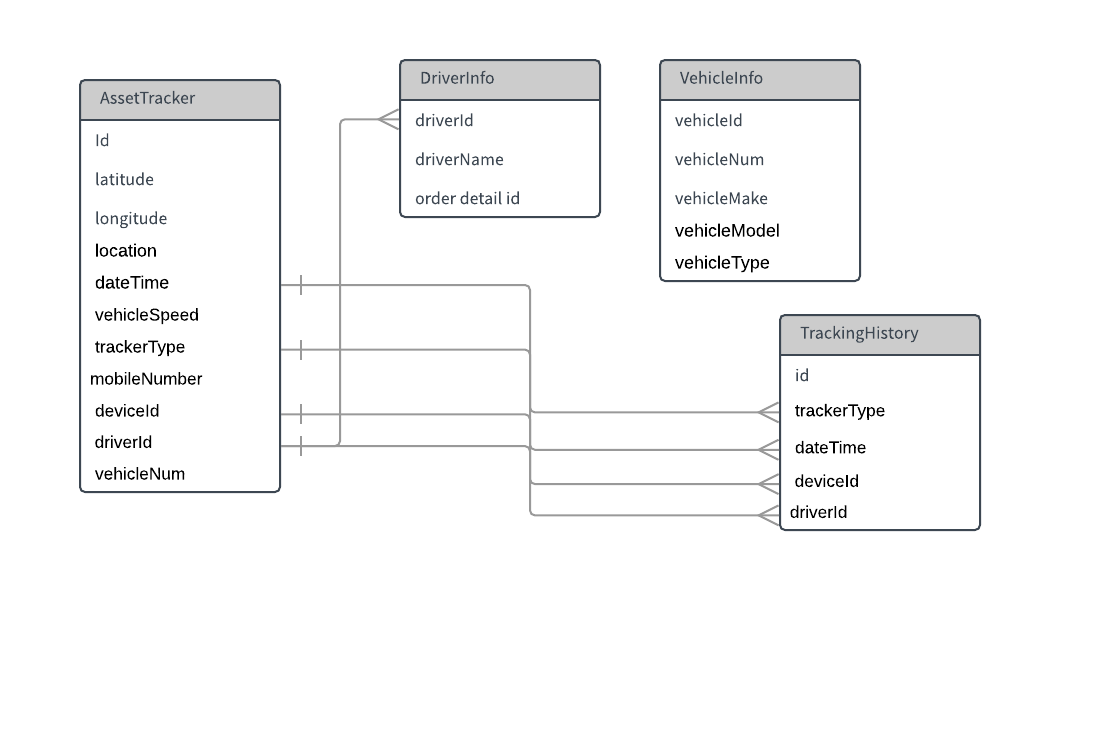 AssetTracker
Id
latitude
longitude
location
dateTime
vehicleSpeed
trackerType
mobileNumber
deviceId
driverId
vehicleNum
DriverInfo
driverId
driverName
order detail id
VehicleInfo
vehicleId
vehicleNum
vehicleMake
vehicleModel
vehicleType
TrackingHistory
id
trackerType
dateTime
deviceId
driverId